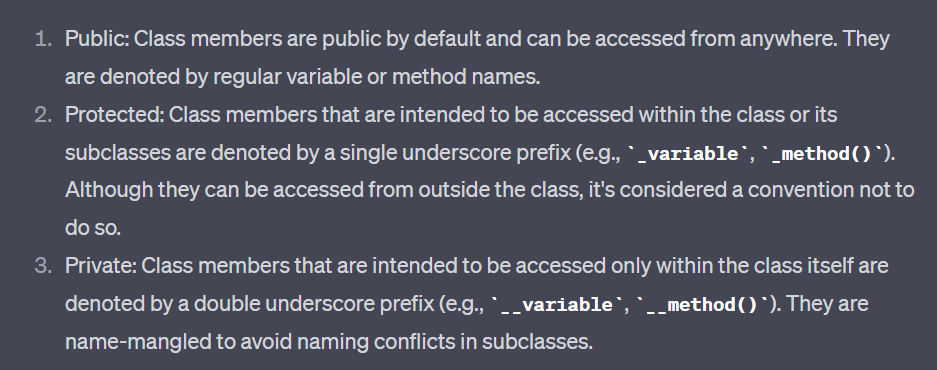 1. Public: Class members are public by default and can be accessed from anywhere. They
are denoted by regular variable or method names.
2. Protected: Class members that are intended to be accessed within the class or its
subclasses are denoted by a single underscore prefix (e.g., `_variable`, `_method()`).
Although they can be accessed from outside the class, it's considered a convention not to
do so.
3. Private: Class members that are intended to be accessed only within the class itself are
denoted by a double underscore prefix (e.g., `__variable`, `__method()`). They are
name-mangled to avoid naming conflicts in subclasses.